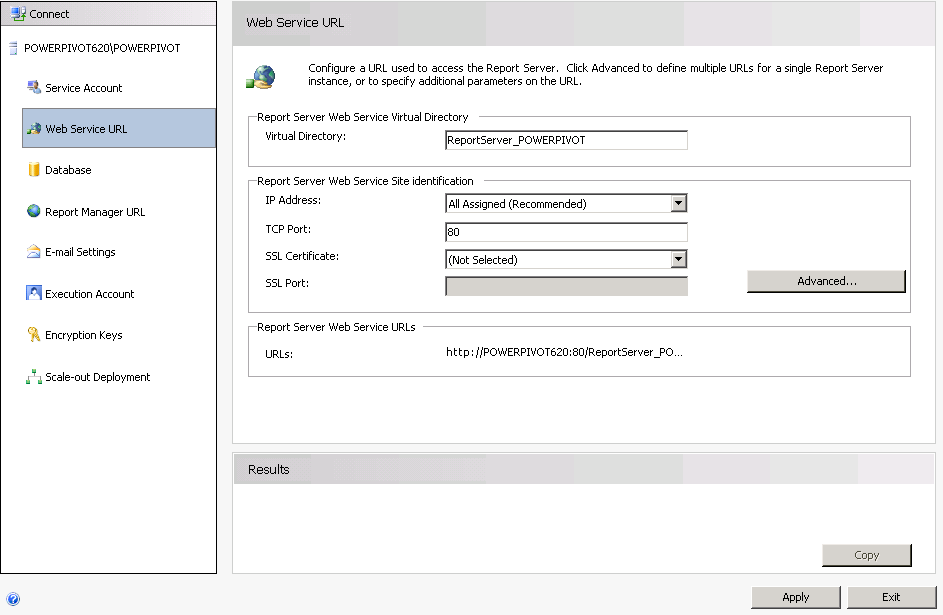 Connect
POWERPIVOT620\POWERPIVOT
Service Account
Web Service URL
Database
Report Manager URL
E-mail Settings
Execution Account
Encryption Keys
Scale-out Deployment
Web Service URL
Configure a URL used to access the Report Server.  Click Advanced to define multiple URLs for a single Report Server
instance, or to specify additional parameters on the URL.
Report Server Web Service Virtual Directory
Virtual Directory: ReportServer_POWERPIVOT
Report Server Web Service Site identification
IP Address: All Assigned (Recommended)
TCP Port: 80
SSL Certificate: (Not Selected)
SSL Port:
Advanced...
Report Server Web Service URLs
URLs: http://POWERPIVOT620:80/ReportServer_PO...
Results
Copy
Apply Exit